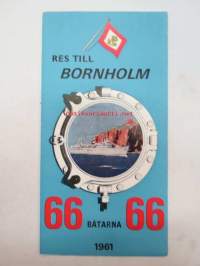 RES TILL
BORNHOLM
66 BÅTARNA 66
1961